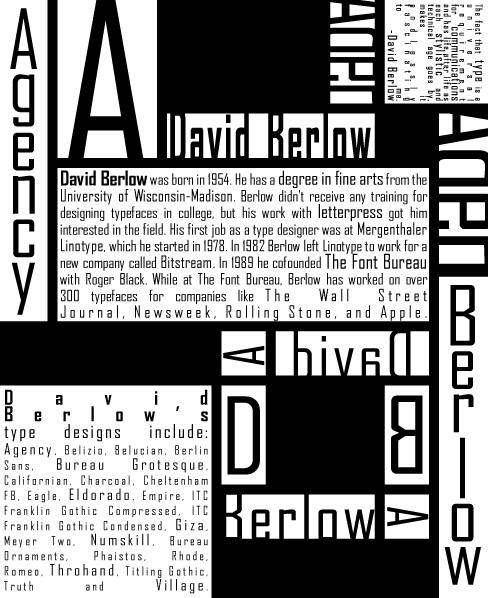 Agency
A
Agen
The fact that type is a
universal
requirement
for communications
and has life after life as
each stylistic and
technical age goes by,
makes it
endlessly
fascinating
to me.
-David Berlow
David Berlow
David Berlow was born in 1954. He has a degree in fine arts from the
University of Wisconsin-Madison. Berlow didn't receive any training for
designing typefaces in college, but his work with letterpress got him
interested in the field. His first job as a type designer was at Mergenthaler
Linotype, which he started in 1978. In 1982 Berlow left Linotype to work for a
new company called Bitstream. In 1989 he cofounded The Font Bureau
with Roger Black. While at The Font Bureau, Berlow has worked on over
300 typefaces for companies like The Wall Street
Journal, Newsweek, Rolling Stone, and Apple.
Agen
Berlow
A
David
D
B
Berlow
A
David
Berlow's
type designs include:
Agency, Belizio, Belucian, Berlin
Sans, Bureau Grotesque,
Californian, Charcoal, Cheltenham
FB, Eagle, Eldorado, Empire, ITC
Franklin Gothic Compressed, ITC
Franklin Gothic Condensed, Giza,
Meyer Two, Numskill, Bureau
Ornaments, Phaistos, Rhode,
Romeo, Throhand, Titling Gothic,
Truth and Village.